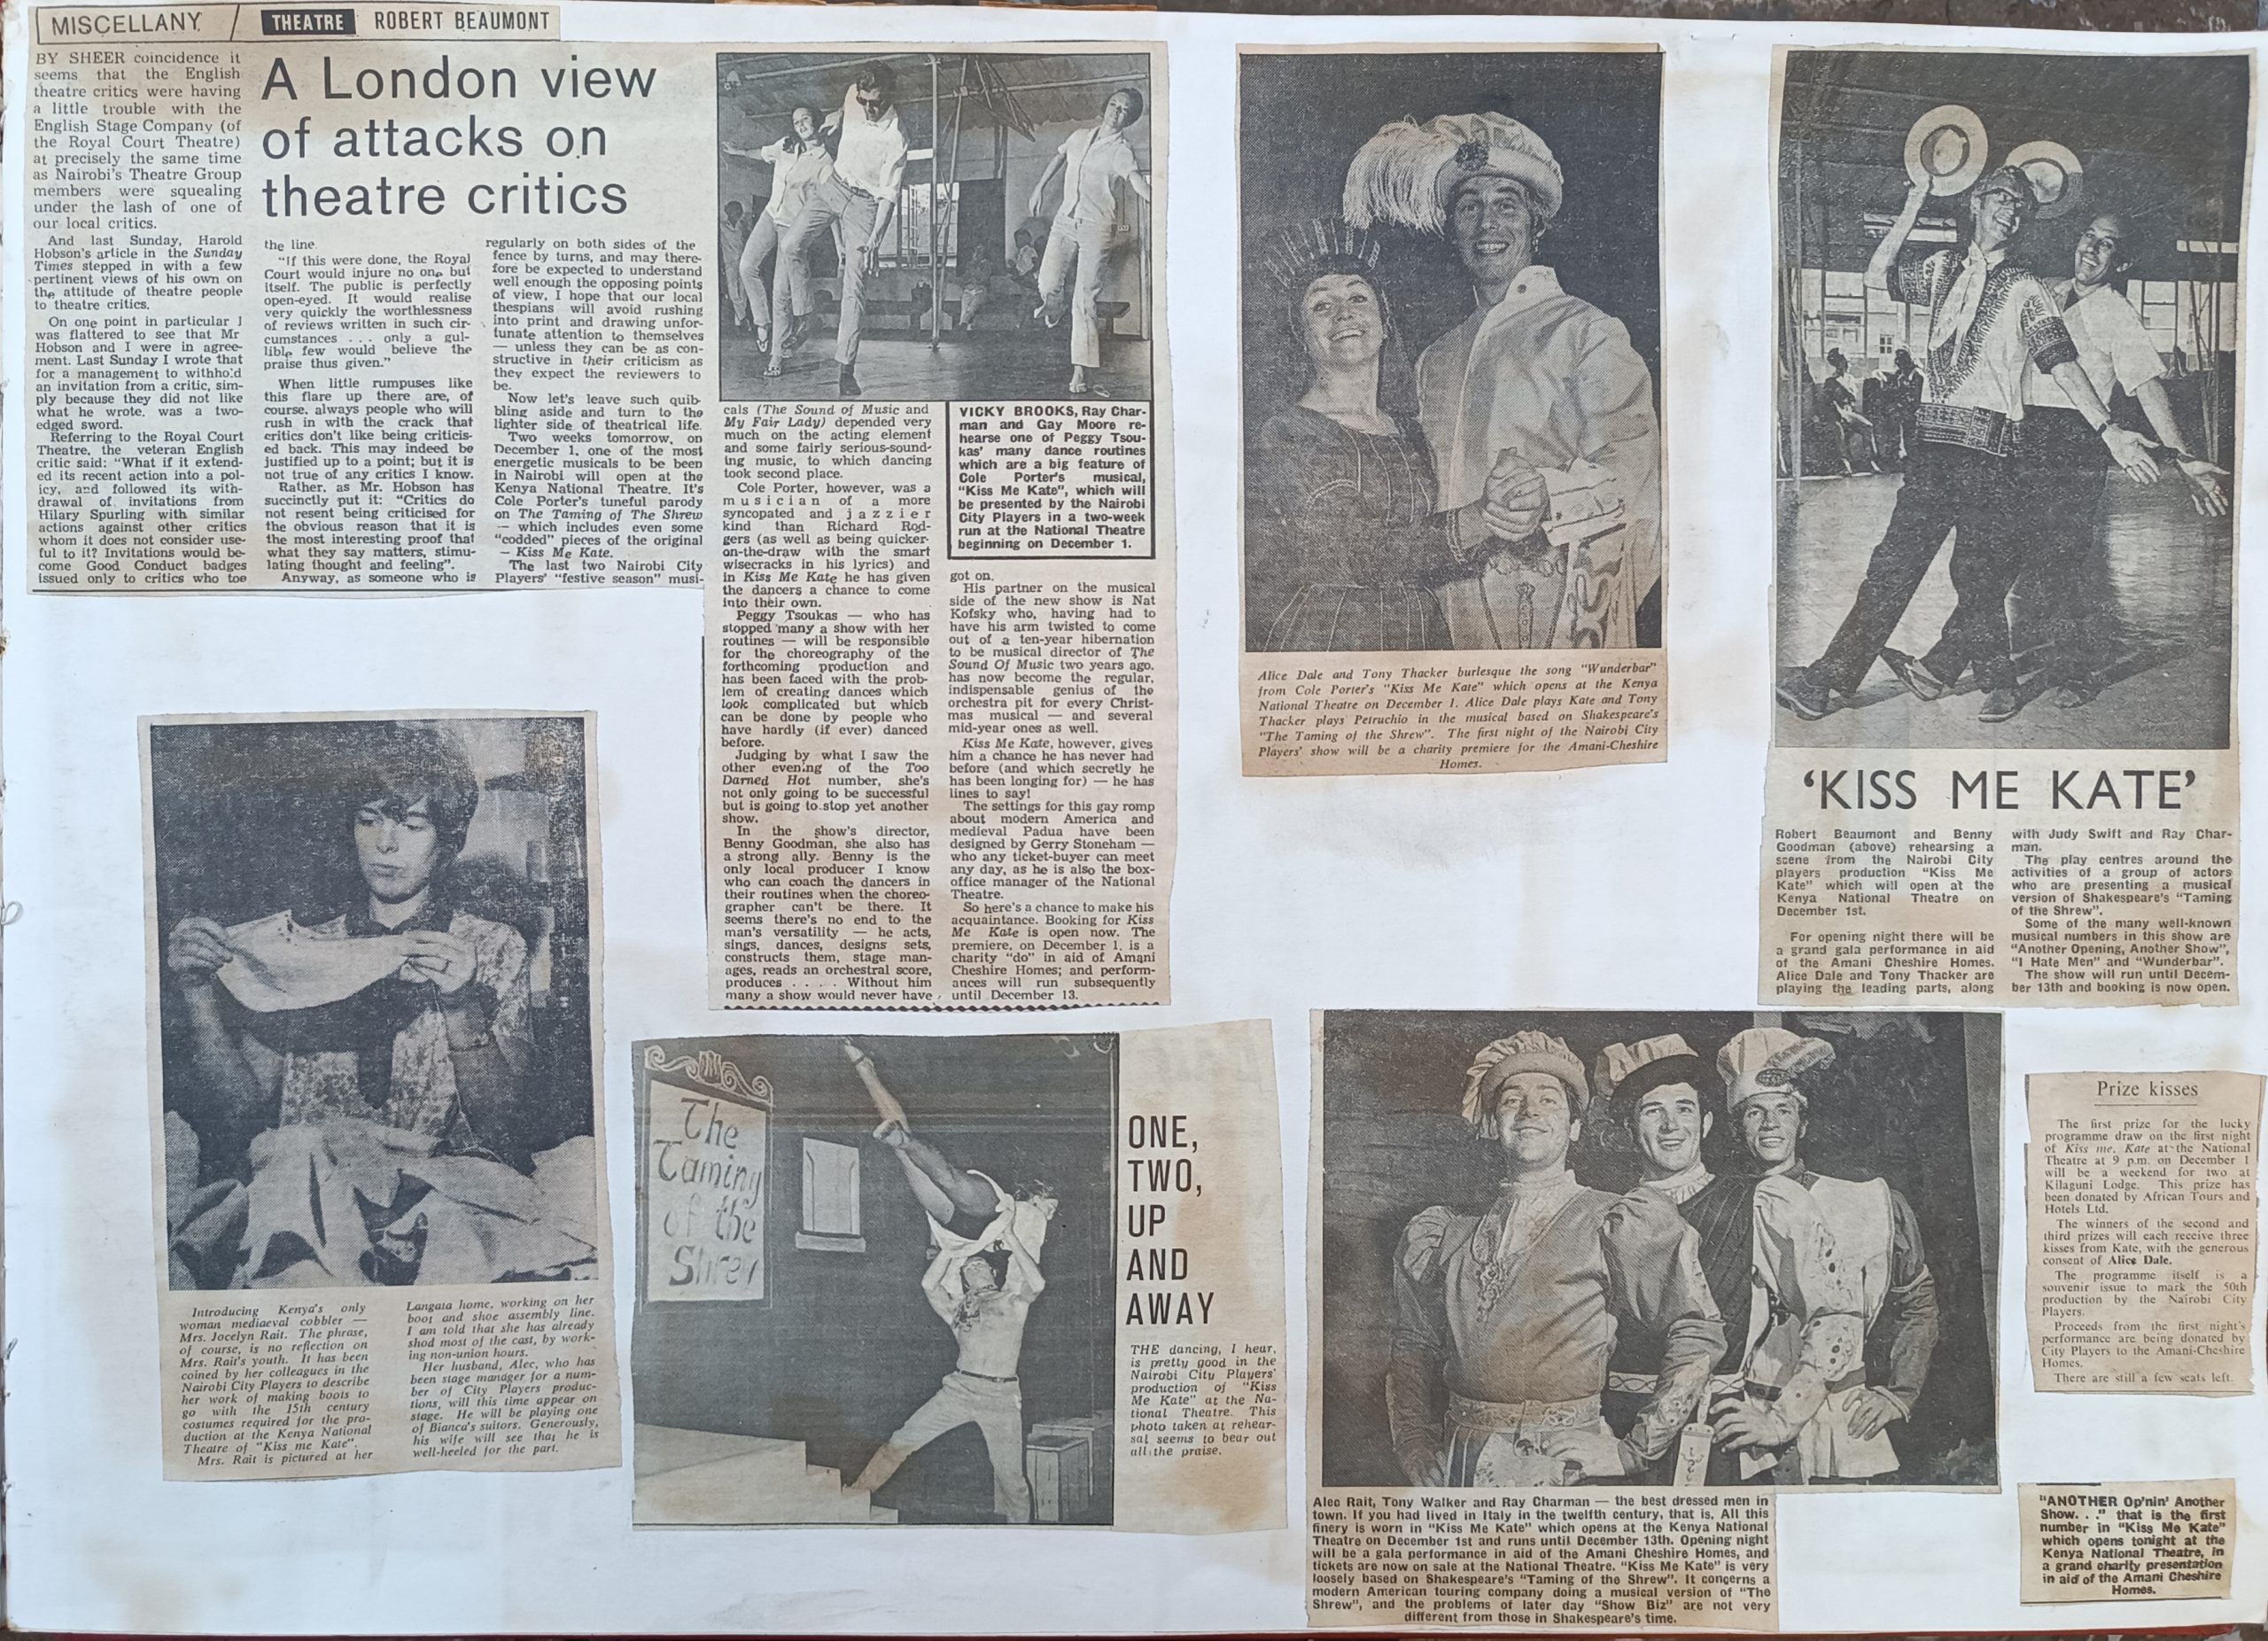 MISCELLANY
THEATRE ROBERT BEAUMONT
A London view
of attacks on
theatre critics
BY SHEER coincidence it
seems that the English
theatre critics were having
a little trouble with the
English Stage Company (of
the Royal Court Theatre)
at precisely the same time
as Nairobi's Theatre Group
members were squealing
under the lash of one of
our local critics.
And last Sunday, Harold
Hobson's article in the Sunday
Times stepped in with a few
pertinent views of his own on
the attitude of theatre people
to theatre critics.
On one point in particular I
was flattered to see that Mr
Hobson and I were in agree-
ment. Last Sunday I wrote that
for a management to withhold
an invitation from a critic, sim-
ply because they did not like
what he wrote, was a two-
edged sword.
Referring to the Royal Court
Theatre, the veteran English
critic said: "What if it extend-
ed its recent action into a pol-
icy, and followed its with-
drawal of invitations from
Hilary Spurling with similar
actions against other critics
whom it does not consider use-
ful to it? Invitations would be-
come Good Conduct badges
issued only to critics who toe
the line.
"If this were done, the Royal
Court would injure no one but
itself. The public is perfectly
open-eyed. It would realise
very quickly the worthlessness
of reviews written in such cir-
cumstances . . . only a gul-
lible few would believe the
praise thus given."
When little rumpuses like
this flare up there are, of
course, always people who will
rush in with the crack that
critics don't like being criticis-
ed back. This may indeed be
justified up to a point; but it is
not true of any critics I know.
Rather, as Mr. Hobson has
succinctly put it: "Critics do
not resent being criticised for
the obvious reason that it is
the most interesting proof that
what they say matters, stimu-
lating thought and feeling".
Anyway, as someone who is
regularly on both sides of the
fence by turns, and may there-
fore be expected to understand
well enough the opposing points
of view, I hope that our local
thespians will avoid rushing
into print and drawing unfor-
tunate attention to themselves
— unless they can be as con-
structive in their criticism as
they expect the reviewers to
be.
Now let's leave such quib-
bling aside and turn to the
lighter side of theatrical life.
Two weeks tomorrow, on
December 1, one of the most
energetic musicals to be been
in Nairobi will open at the
Kenya National Theatre. It's
Cole Porter's tuneful parody
on The Taming of The Shrew
— which includes even some
"codded" pieces of the original
— Kiss Me Kate.
The last two Nairobi City
Players' "festive season" musi-
cals (The Sound of Music and
My Fair Lady) depended very
much on the acting element
and some fairly serious-sound-
ing music, to which dancing
took second place.
Cole Porter, however, was a
musician of a more
syncopated and jazzier
kind than Richard Rod-
gers (as well as being quicker-
on-the-draw with the smart
wisecracks in his lyrics) and
in Kiss Me Kate he has given
the dancers a chance to come
into their own.
Peggy Tsoukas — who has
stopped many a show with her
routines — will be responsible
for the choreography of the
forthcoming production and
has been faced with the prob-
lem of creating dances which
look complicated but which
can be done by people who
have hardly (if ever) danced
before.
Judging by what I saw the
other evening of the Too
Darned Hot number, she's
not only going to be successful
but is going to stop yet another
show.
In the show's director,
Benny Goodman, she also has
a strong ally. Benny is the
only local producer I know
who can coach the dancers in
their routines when the choreo-
grapher can't be there. It
seems there's no end to the
man's versatility — he acts,
sings, dances, designs sets,
constructs them, stage man-
ages, reads an orchestral score,
produces . . . . Without him
many a show would never have
VICKY BROOKS, Ray Char-
man and Gay Moore re-
hearse one of Peggy Tsou-
kas' many dance routines
which are a big feature of
Cole Porter's musical,
"Kiss Me Kate", which will
be presented by the Nairobi
City Players in a two-week
run at the National Theatre
beginning on December 1.
got on.
His partner on the musical
side of the new show is Nat
Kofsky who, having had to
have his arm twisted to come
out of a ten-year hibernation
to be musical director of The
Sound Of Music two years ago,
has now become the regular,
indispensable genius of the
orchestra pit for every Christ-
mas musical — and several
mid-year ones as well.
Kiss Me Kate, however, gives
him a chance he has never had
before (and which secretly he
has been longing for) — he has
lines to say!
The settings for this gay romp
about modern America and
medieval Padua have been
designed by Gerry Stoneham —
who any ticket-buyer can meet
any day, as he is also the box-
office manager of the National
Theatre.
So here's a chance to make his
acquaintance. Booking for Kiss
Me Kate is open now. The
premiere, on December 1, is a
charity "do" in aid of Amani
Cheshire Homes; and perform-
ances will run subsequently
until December 13.
Alice Dale and Tony Thacker burlesque the song "Wunderbar"
from Cole Porter's "Kiss Me Kate" which opens at the Kenya
National Theatre on December 1. Alice Dale plays Kate and Tony
Thacker plays Petruchio in the musical based on Shakespeare's
"The Taming of the Shrew". The first night of the Nairobi City
Players' show will be a charity premiere for the Amani-Cheshire
Homes.
'KISS ME KATE'
Robert Beaumont and Benny
Goodman (above) rehearsing a
scene from the Nairobi City
players production "Kiss Me
Kate" which will open at the
Kenya National Theatre on
December 1st.
For opening night there will be
a grand gala performance in aid
of the Amani Cheshire Homes.
Alice Dale and Tony Thacker are
playing the leading parts, along
with Judy Swift and Ray Char-
man.
The play centres around the
activities of a group of actors
who are presenting a musical
version of Shakespeare's "Taming
of the Shrew".
Some of the many well-known
musical numbers in this show are
"Another Opening, Another Show",
"I Hate Men" and "Wunderbar".
The show will run until Decem-
ber 13th and booking is now open.
Introducing Kenya's only
woman mediaeval cobbler —
Mrs. Jocelyn Rait. The phrase,
of course, is no reflection on
Mrs. Rait's youth. It has been
coined by her colleagues in the
Nairobi City Players to describe
her work of making boots to
go with the 15th century
costumes required for the pro-
duction at the Kenya National
Theatre of "Kiss me Kate".
Mrs. Rait is pictured at her
Langata home, working on her
boot and shoe assembly line.
I am told that she has already
shod most of the cast, by work-
ing non-union hours.
Her husband, Alec, who has
been stage manager for a num-
ber of City Players produc-
tions, will this time appear on
stage. He will be playing one
of Bianca's suitors. Generously,
his wife will see that he is
well-heeled for the part.
The
Taming
of the
Shrew
ONE,
TWO,
UP
AND
AWAY
THE dancing, I hear,
is pretty good in the
Nairobi City Players'
production of "Kiss
Me Kate" at the Na-
tional Theatre. This
photo taken at rehear-
sal seems to bear out
all the praise.
Alec Rait, Tony Walker and Ray Charman — the best dressed men in
town. If you had lived in Italy in the twelfth century, that is. All this
finery is worn in "Kiss Me Kate" which opens at the Kenya National
Theatre on December 1st and runs until December 13th. Opening night
will be a gala performance in aid of the Amani Cheshire Homes, and
tickets are now on sale at the National Theatre. "Kiss Me Kate" is very
loosely based on Shakespeare's "Taming of the Shrew". It concerns a
modern American touring company doing a musical version of "The
Shrew", and the problems of later day "Show Biz" are not very
different from those in Shakespeare's time.
Prize kisses
The first prize for the lucky
programme draw on the first night
of Kiss me, Kate at the National
Theatre at 9 p.m. on December 1
will be a weekend for two at
Kilaguni Lodge. This prize has
been donated by African Tours and
Hotels Ltd.
The winners of the second and
third prizes will each receive three
kisses from Kate, with the generous
consent of Alice Dale.
The programme itself is a
souvenir issue to mark the 50th
production by the Nairobi City
Players.
Proceeds from the first night's
performance are being donated by
City Players to the Amani-Cheshire
Homes.
There are still a few seats left.
"ANOTHER Op'nin' Another
Show. . ." that is the first
number in "Kiss Me Kate"
which opens tonight at the
Kenya National Theatre, in
a grand charity presentation
in aid of the Amani Cheshire
Homes.